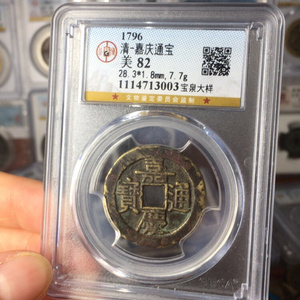 1796
清-嘉庆通宝
美 82
28.3*1.8mm,7.7g
1114713003 宝泉大样
嘉
寶 通
慶